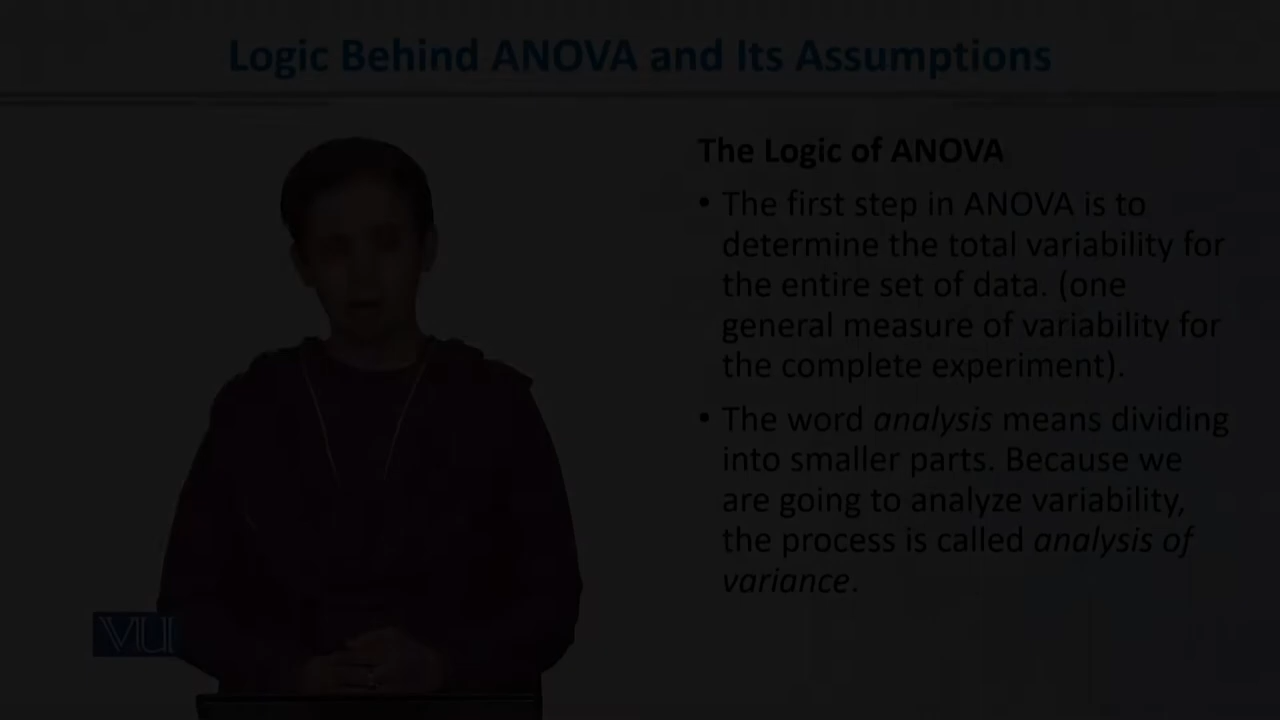 Logic Behind ANOVA and Its Assumptions
The Logic of ANOVA
• The first step in ANOVA is to
determine the total variability for
the entire set of data. (one
general measure of variability for
the complete experiment).
• The word analysis means dividing
into smaller parts. Because we
are going to analyze variability,
the process is called analysis of
variance.
VU